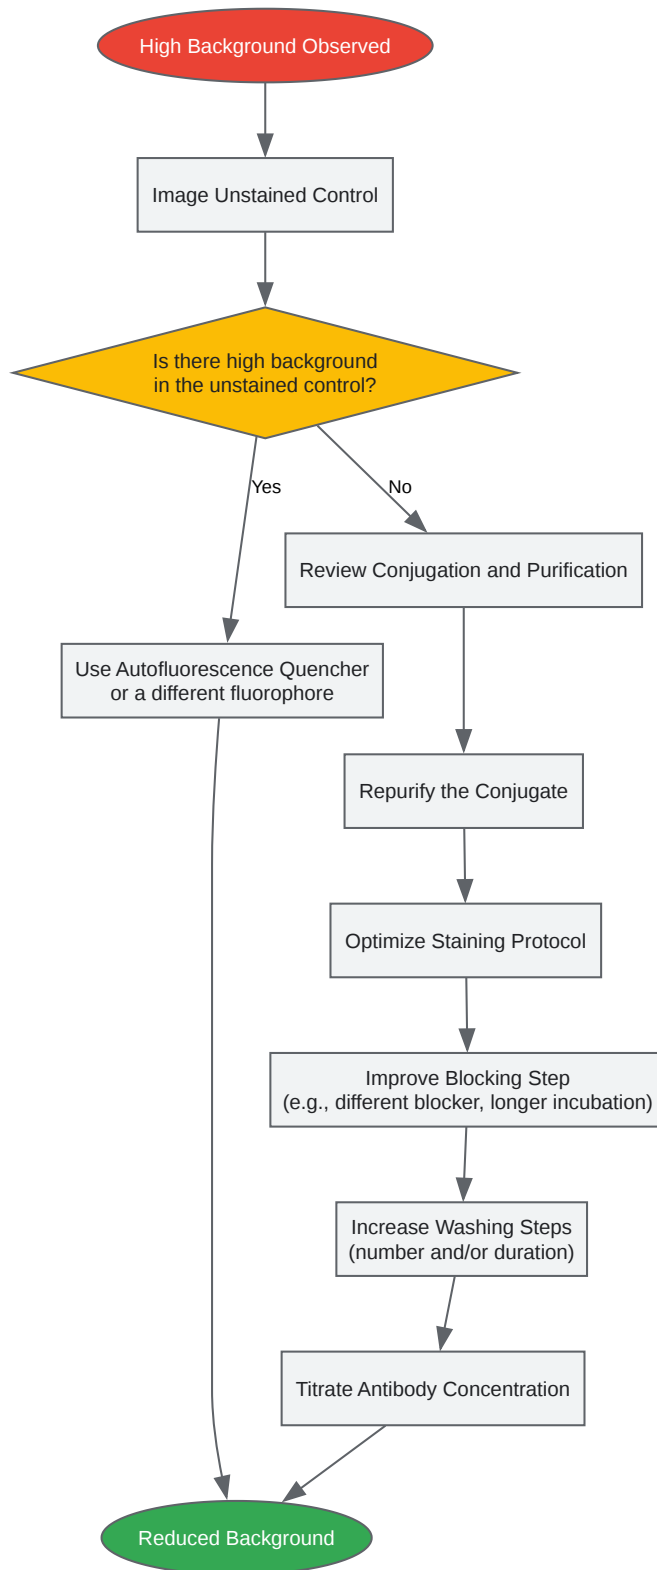 High Background Observed
Image Unstained Control
Is there high background
in the unstained control?
Yes
No
Review Conjugation and Purification
Use Autofluorescence Quencher
or a different fluorophore
Repurify the Conjugate
Optimize Staining Protocol
Improve Blocking Step
(e.g., different blocker, longer incubation)
Increase Washing Steps
(number and/or duration)
Titrate Antibody Concentration
Reduced Background